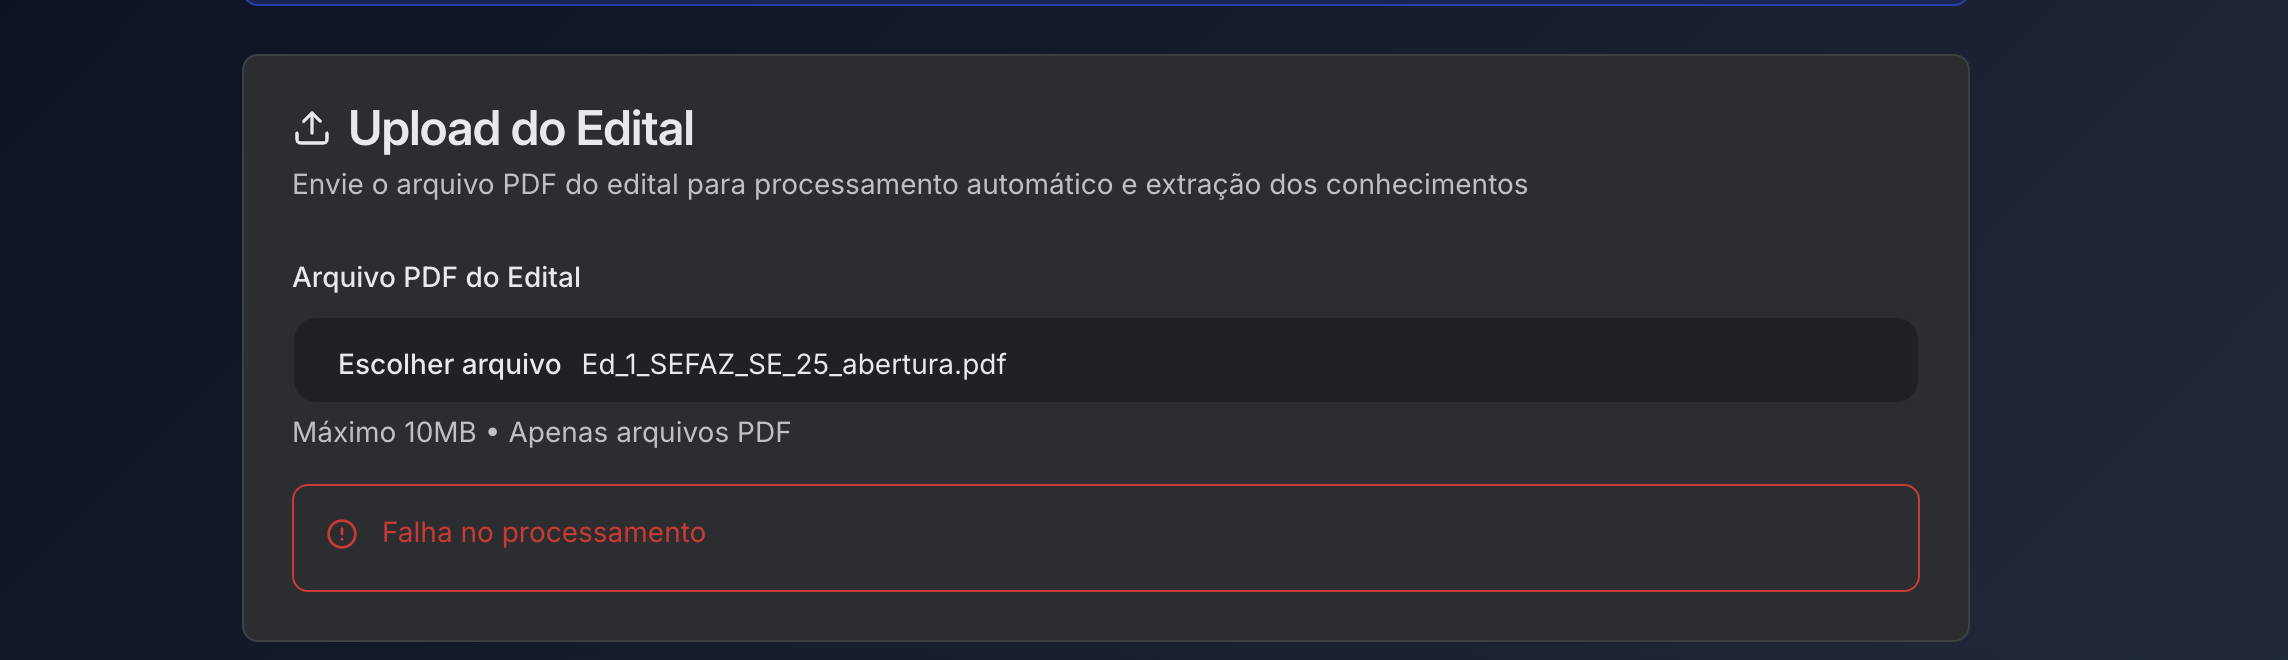 Upload do Edital
Envie o arquivo PDF do edital para processamento automático e extração dos conhecimentos
Arquivo PDF do Edital
Escolher arquivo Ed_1_SEFAZ_SE_25_abertura.pdf
Máximo 10MB • Apenas arquivos PDF
Falha no processamento